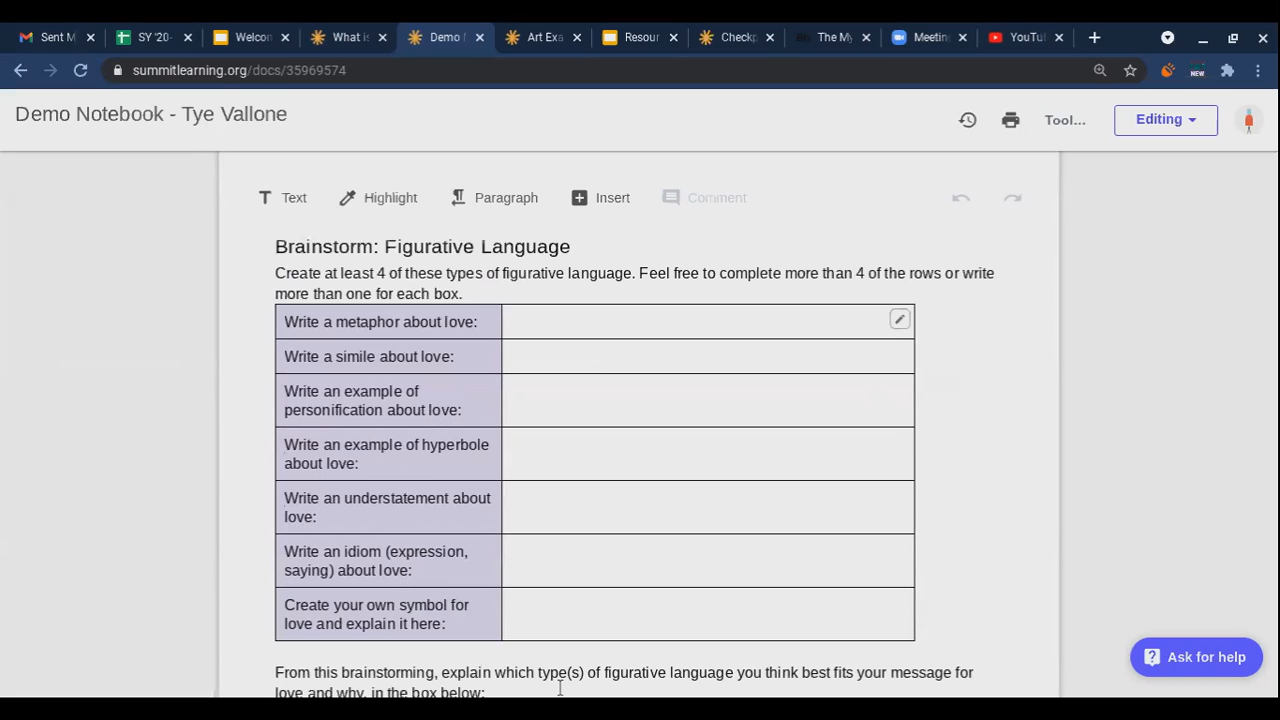 Sent M
SY '20-
Welcon
What is
Demo N
Art Exa
Resour
Checkp
The My
Meetin
YouTu
summitlearning.org/docs/35969574
NEW
Demo Notebook - Tye Vallone
Tool...
Editing
Text
Highlight
Paragraph
Insert
Comment
Brainstorm: Figurative Language
Create at least 4 of these types of figurative language. Feel free to complete more than 4 of the rows or write
more than one for each box.
Write a metaphor about love:
Write a simile about love:
Write an example of
personification about love:
Write an example of hyperbole
about love:
Write an understatement about
love:
Write an idiom (expression,
saying) about love:
Create your own symbol for
love and explain it here:
From this brainstorming, explain which type(s) of figurative language you think best fits your message for
love and why, in the box below:
Ask for help